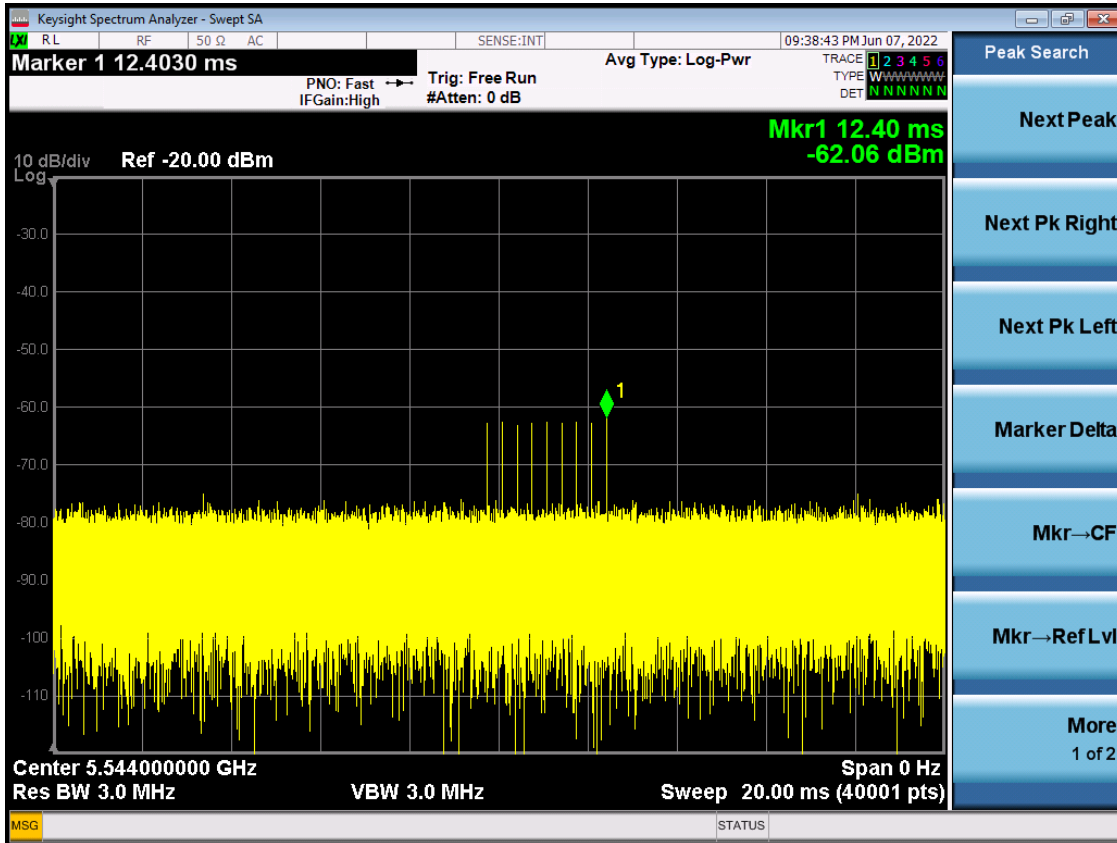 Keysight Spectrum Analyzer - Swept SA
LXI RL RF 50 Ω AC SENSE:INT 09:38:43 PM Jun 07, 2022
Marker 1 12.4030 ms
PNO: Fast
IFGain:High
Trig: Free Run
#Atten: 0 dB
Avg Type: Log-Pwr
TRACE 1 2 3 4 5 6
TYPE WWWWWWW
DET N N N N N N
Mkr1 12.40 ms
-62.06 dBm
10 dB/div Ref -20.00 dBm
Log
-30.0
-40.0
-50.0
-60.0
-70.0
-80.0
-90.0
-100
-110
1
Center 5.544000000 GHz Span 0 Hz
Res BW 3.0 MHz VBW 3.0 MHz Sweep 20.00 ms (40001 pts)
MSG STATUS
Peak Search
Next Peak
Next Pk Right
Next Pk Left
Marker Delta
Mkr→CF
Mkr→Ref Lvl
More
1 of 2